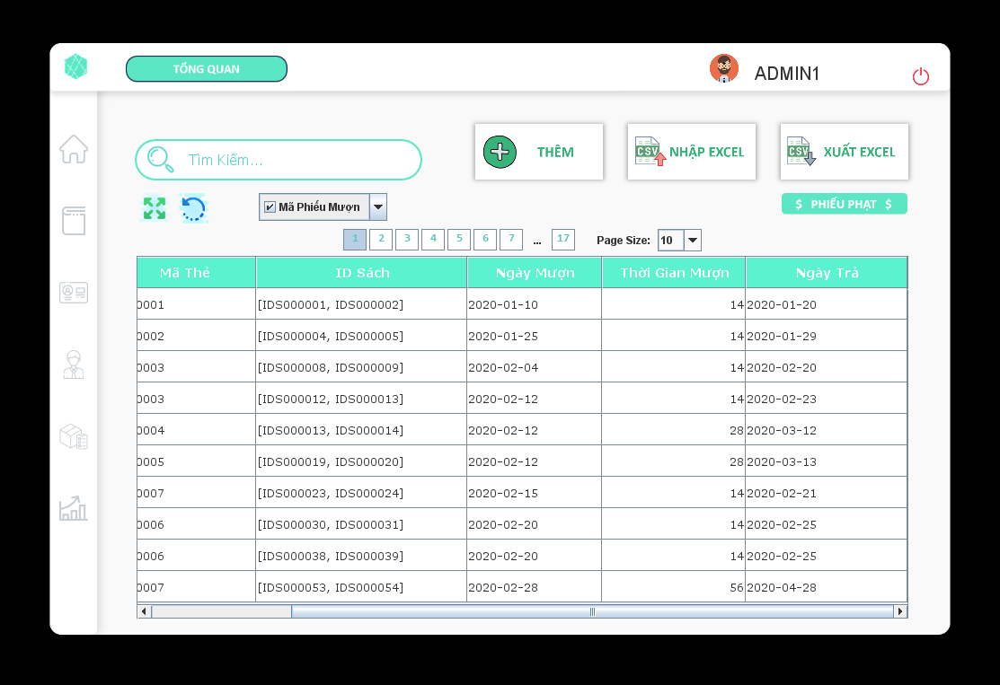 TỔNG QUAN
ADMIN1
Tìm Kiếm...
THÊM
CSV NHẬP EXCEL
CSV XUẤT EXCEL
Mã Phiếu Mượn
$ PHIẾU PHẠT $
1 2 3 4 5 6 7 ... 17 Page Size: 10
Mã Thẻ ID Sách Ngày Mượn Thời Gian Mượn Ngày Trả
0001 [IDS000001, IDS000002] 2020-01-10 14 2020-01-20
0002 [IDS000004, IDS000005] 2020-01-25 14 2020-01-29
0003 [IDS000008, IDS000009] 2020-02-04 14 2020-02-20
0003 [IDS000012, IDS000013] 2020-02-12 14 2020-02-23
0004 [IDS000013, IDS000014] 2020-02-12 28 2020-03-12
0005 [IDS000019, IDS000020] 2020-02-12 28 2020-03-13
0007 [IDS000023, IDS000024] 2020-02-15 14 2020-02-21
0006 [IDS000030, IDS000031] 2020-02-20 14 2020-02-25
0006 [IDS000038, IDS000039] 2020-02-20 14 2020-02-25
0007 [IDS000053, IDS000054] 2020-02-28 56 2020-04-28